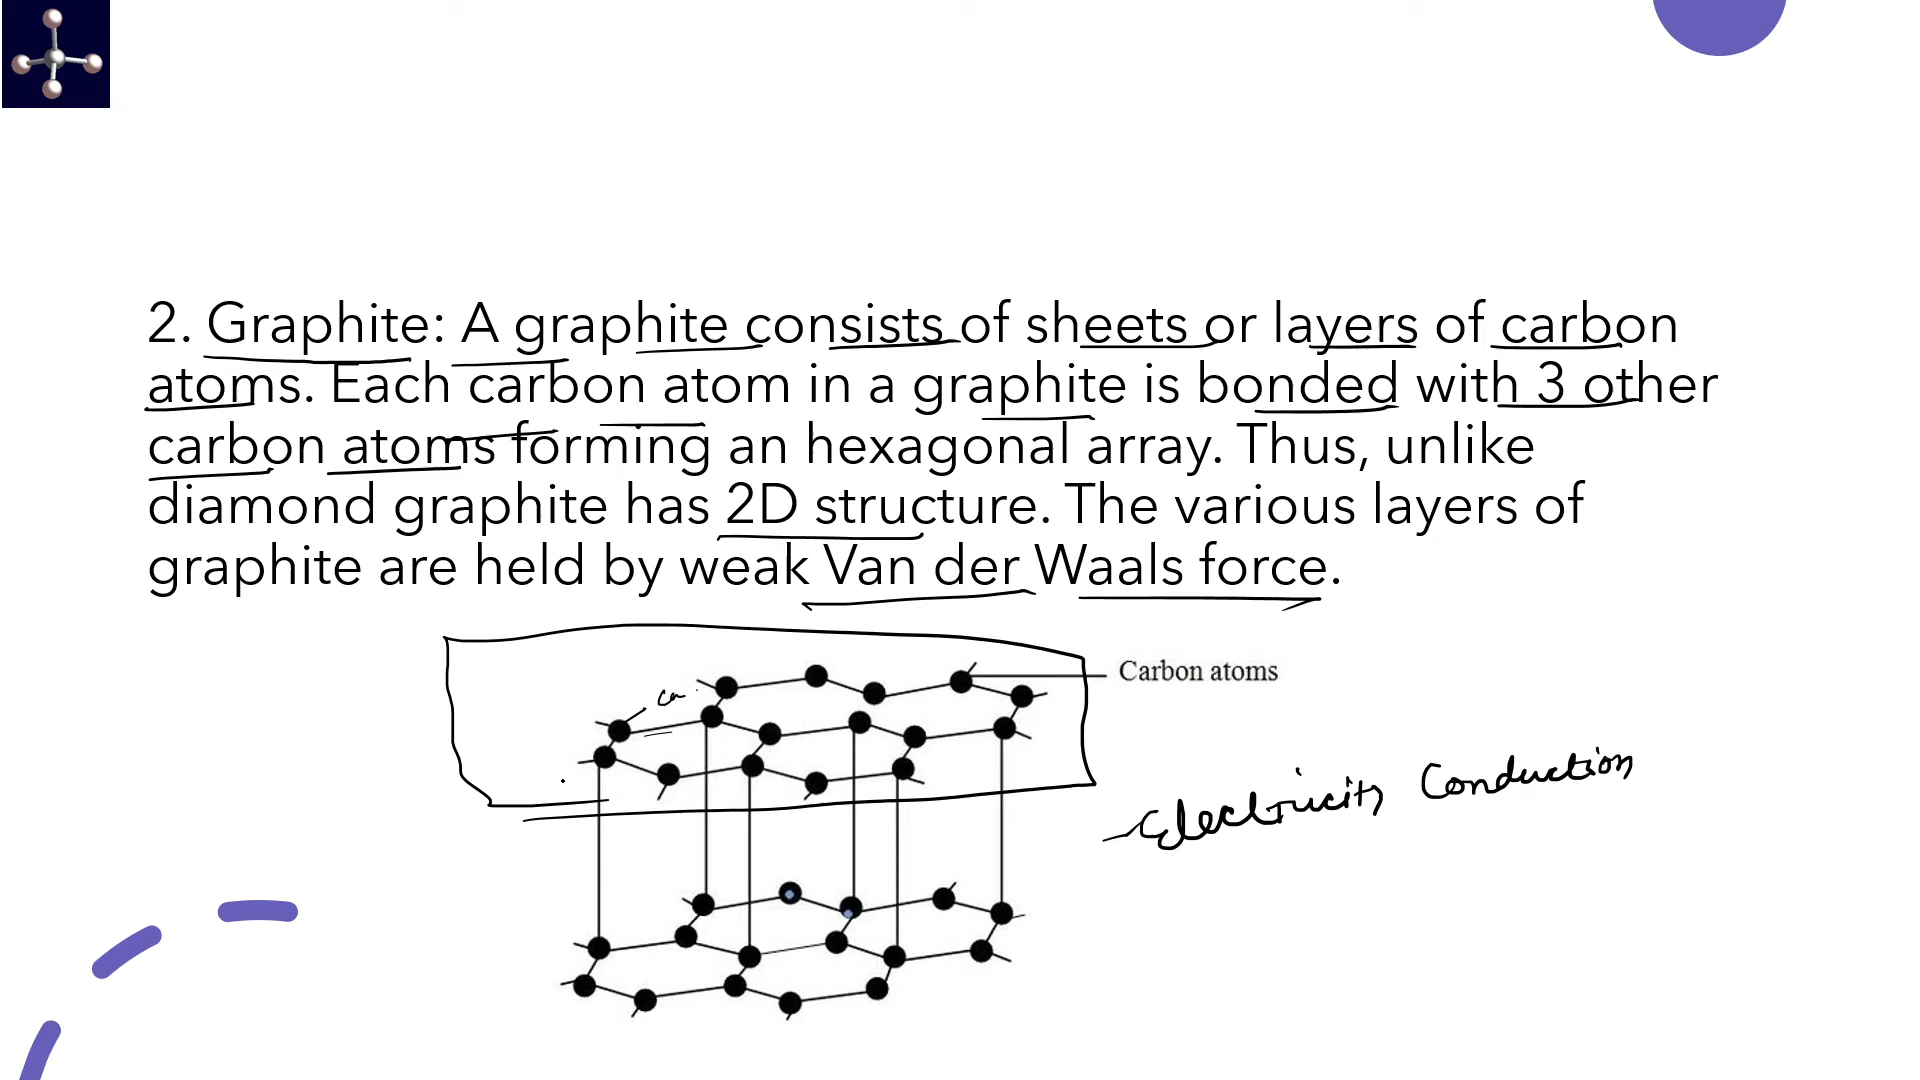 2. Graphite: A graphite consists of sheets or layers of carbon
atoms. Each carbon atom in a graphite is bonded with 3 other
carbon atoms forming an hexagonal array. Thus, unlike
diamond graphite has 2D structure. The various layers of
graphite are held by weak Van der Waals force.
Carbon atoms
Electricity Conduction